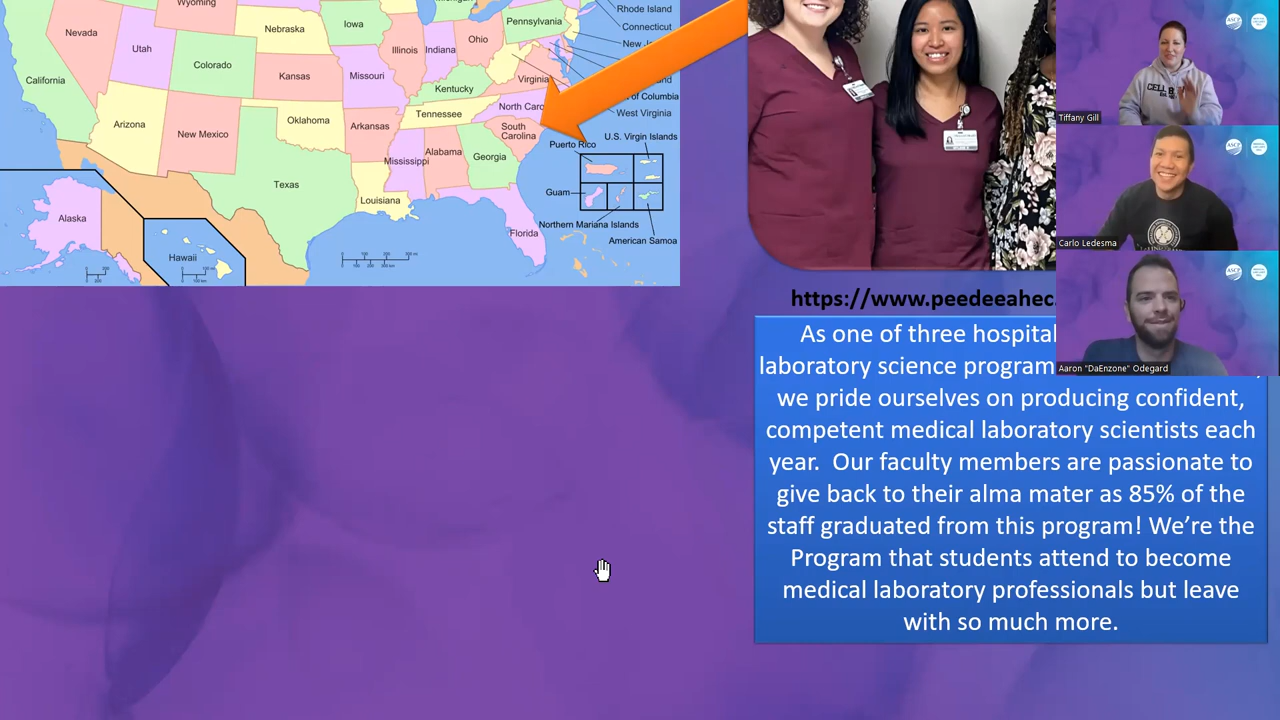 Wyoming
Nevada
Utah
Colorado
California
Arizona
New Mexico
Nebraska
Kansas
Oklahoma
Texas
Iowa
Missouri
Arkansas
Louisiana
Illinois
Indiana
Ohio
Kentucky
Tennessee
Mississippi
Alabama
Georgia
Florida
Pennsylvania
Virginia
North Caro
South
Carolina
Rhode Island
Connecticut
New
of Columbia
West Virginia
U.S. Virgin Islands
Puerto Rico
Guam
Northern Mariana Islands
American Samoa
Alaska
Hawaii
https://www.peedeeahec.
As one of three hospital
laboratory science program
we pride ourselves on producing confident,
competent medical laboratory scientists each
year. Our faculty members are passionate to
give back to their alma mater as 85% of the
staff graduated from this program! We’re the
Program that students attend to become
medical laboratory professionals but leave
with so much more.
ASCP
CELL
Tiffany Gill
ASCP
Carlo Ledesma
ASCP
Aaron "DaEnzone" Odegard